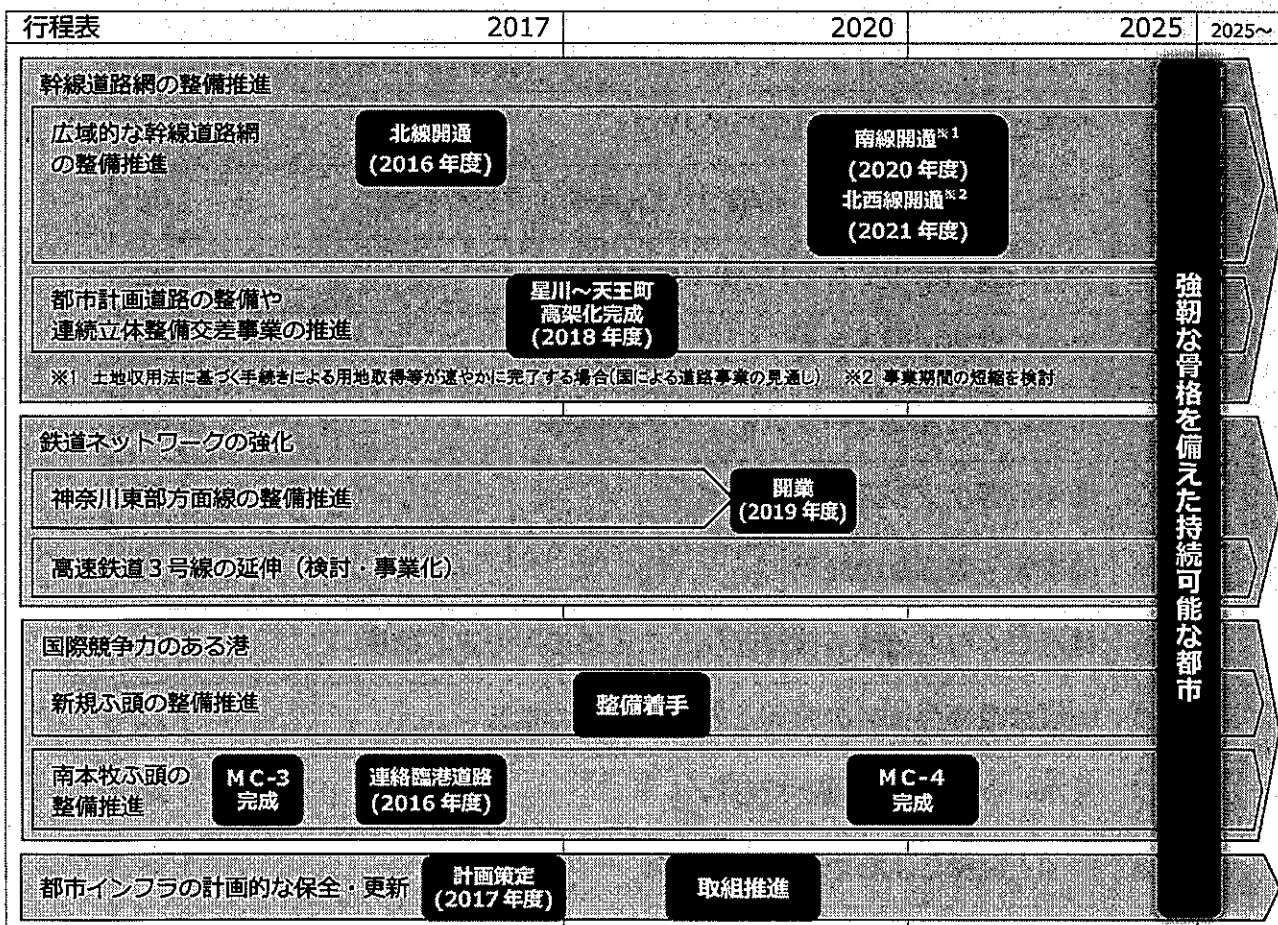 行程表 2017 2020 2025 2025~
幹線道路網の整備推進
広域的な幹線道路網
の整備推進
北線開通
(2016 年度)
南線開通※1
(2020 年度)
北西線開通※2
(2021 年度)
都市計画道路の整備や
連続立体整備交差事業の推進
星川~天王町
高架化完成
(2018 年度)
※1 土地収用法に基づく手続きによる用地取得等が速やかに完了する場合(国による道路事業の見通し) ※2 事業期間の短縮を検討
鉄道ネットワークの強化
神奈川東部方面線の整備推進
開業
(2019 年度)
高速鉄道3号線の延伸(検討・事業化)
国際競争力のある港
新規ふ頭の整備推進
整備着手
南本牧ふ頭の
整備推進
MC-3
完成
連絡臨港道路
(2016 年度)
MC-4
完成
都市インフラの計画的な保全・更新
計画策定
(2017 年度)
取組推進
強靭な骨格を備えた持続可能な都市